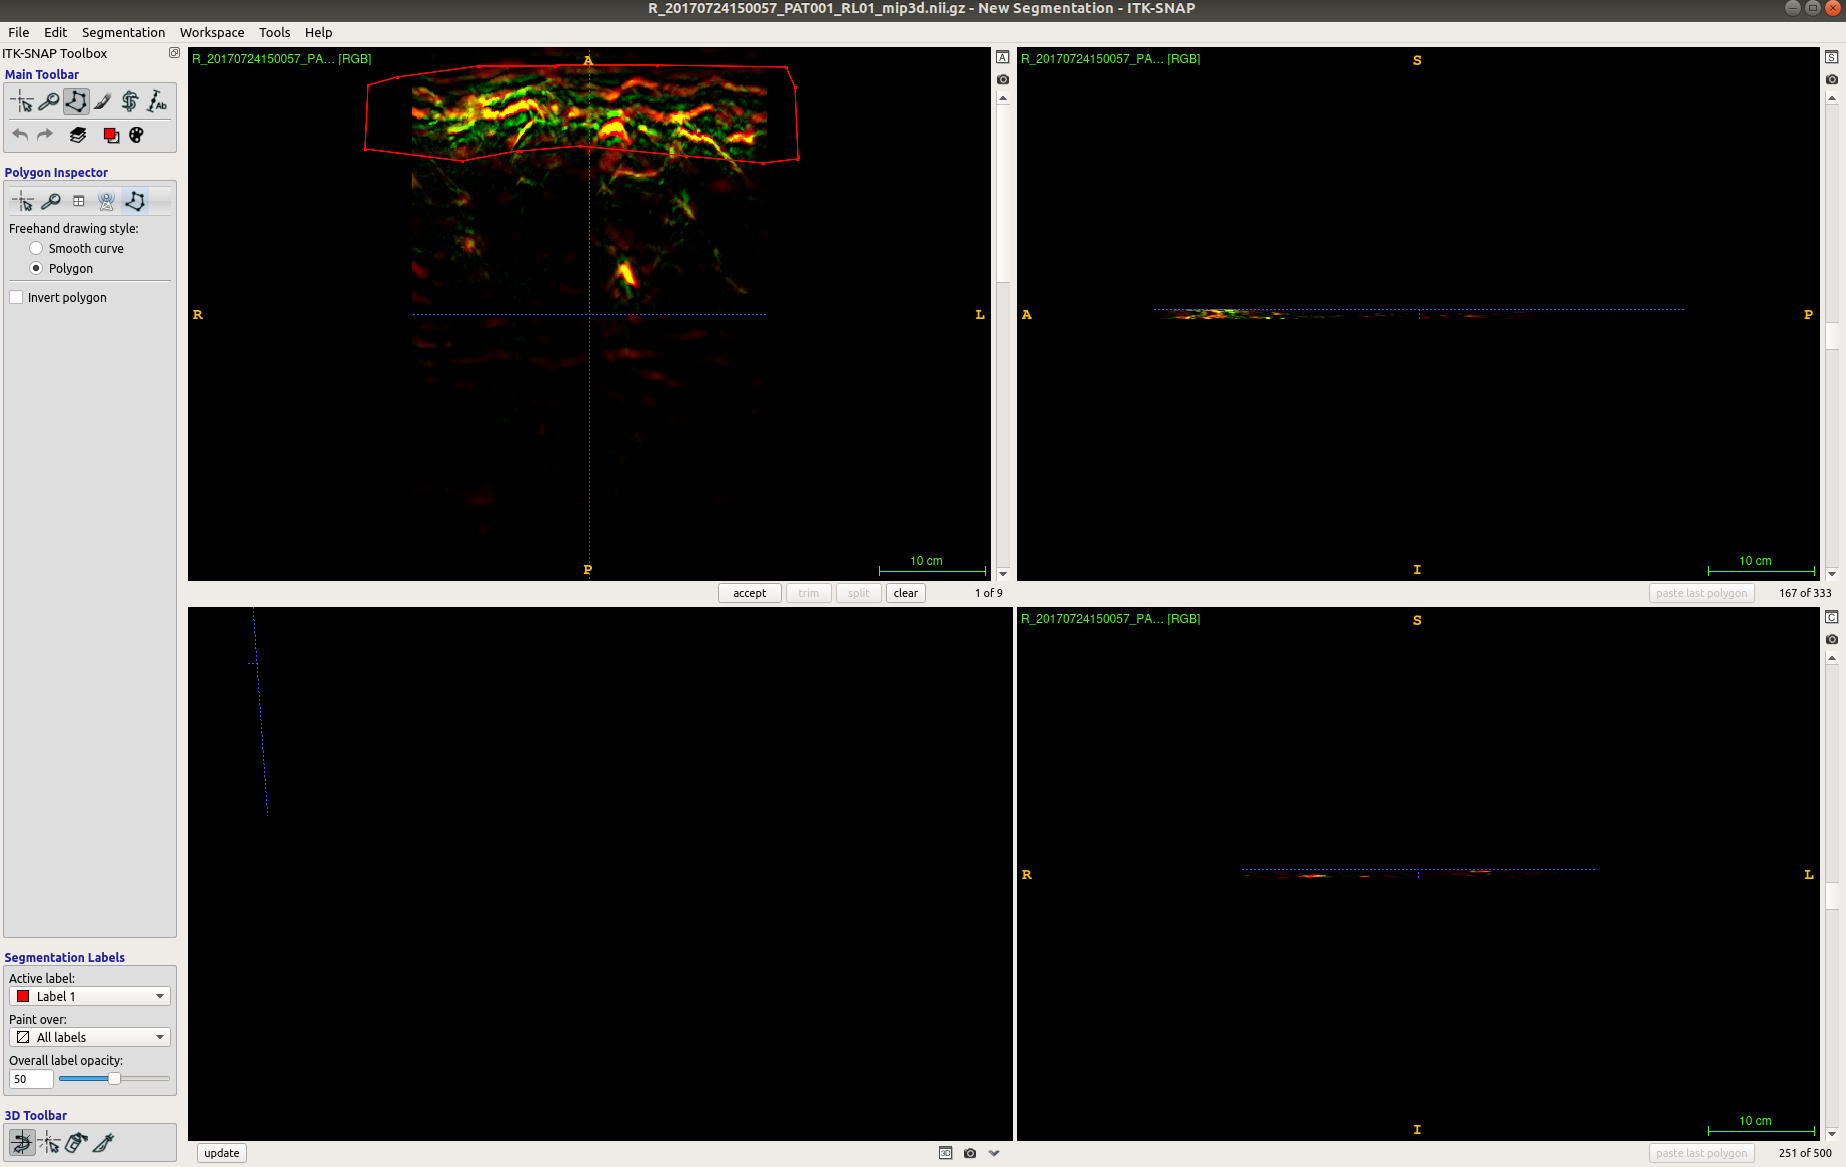 R_20170724150057_PAT001_RL01_mip3d.nii.gz - New Segmentation - ITK-SNAP
File Edit Segmentation Workspace Tools Help
ITK-SNAP Toolbox
Main Toolbar
Ab
Polygon Inspector
Freehand drawing style:
Smooth curve
Polygon
Invert polygon
Segmentation Labels
Active label:
Label 1
Paint over:
All labels
Overall label opacity:
50
3D Toolbar
R_20170724150057_PA... [RGB]
A
A
R
L
P
10 cm
accept trim split clear 1 of 9
R_20170724150057_PA... [RGB]
S
S
A
P
I
10 cm
paste last polygon 167 of 333
update
3D
R_20170724150057_PA... [RGB]
S
C
R
L
I
10 cm
paste last polygon 251 of 500